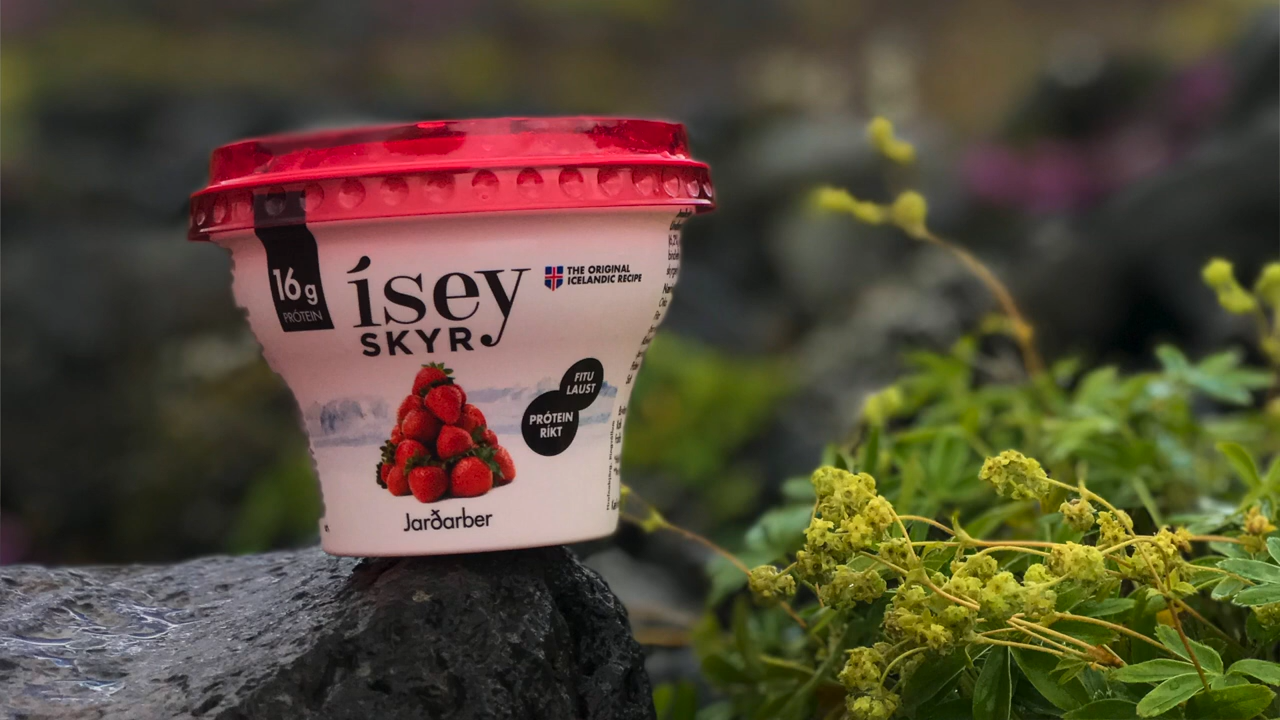 16g
PRÓTEIN
ísey
SKYR
THE ORIGINAL
ICELANDIC RECIPE
FITU
LAUST
PRÓTEIN
RÍKT
Jarðarber